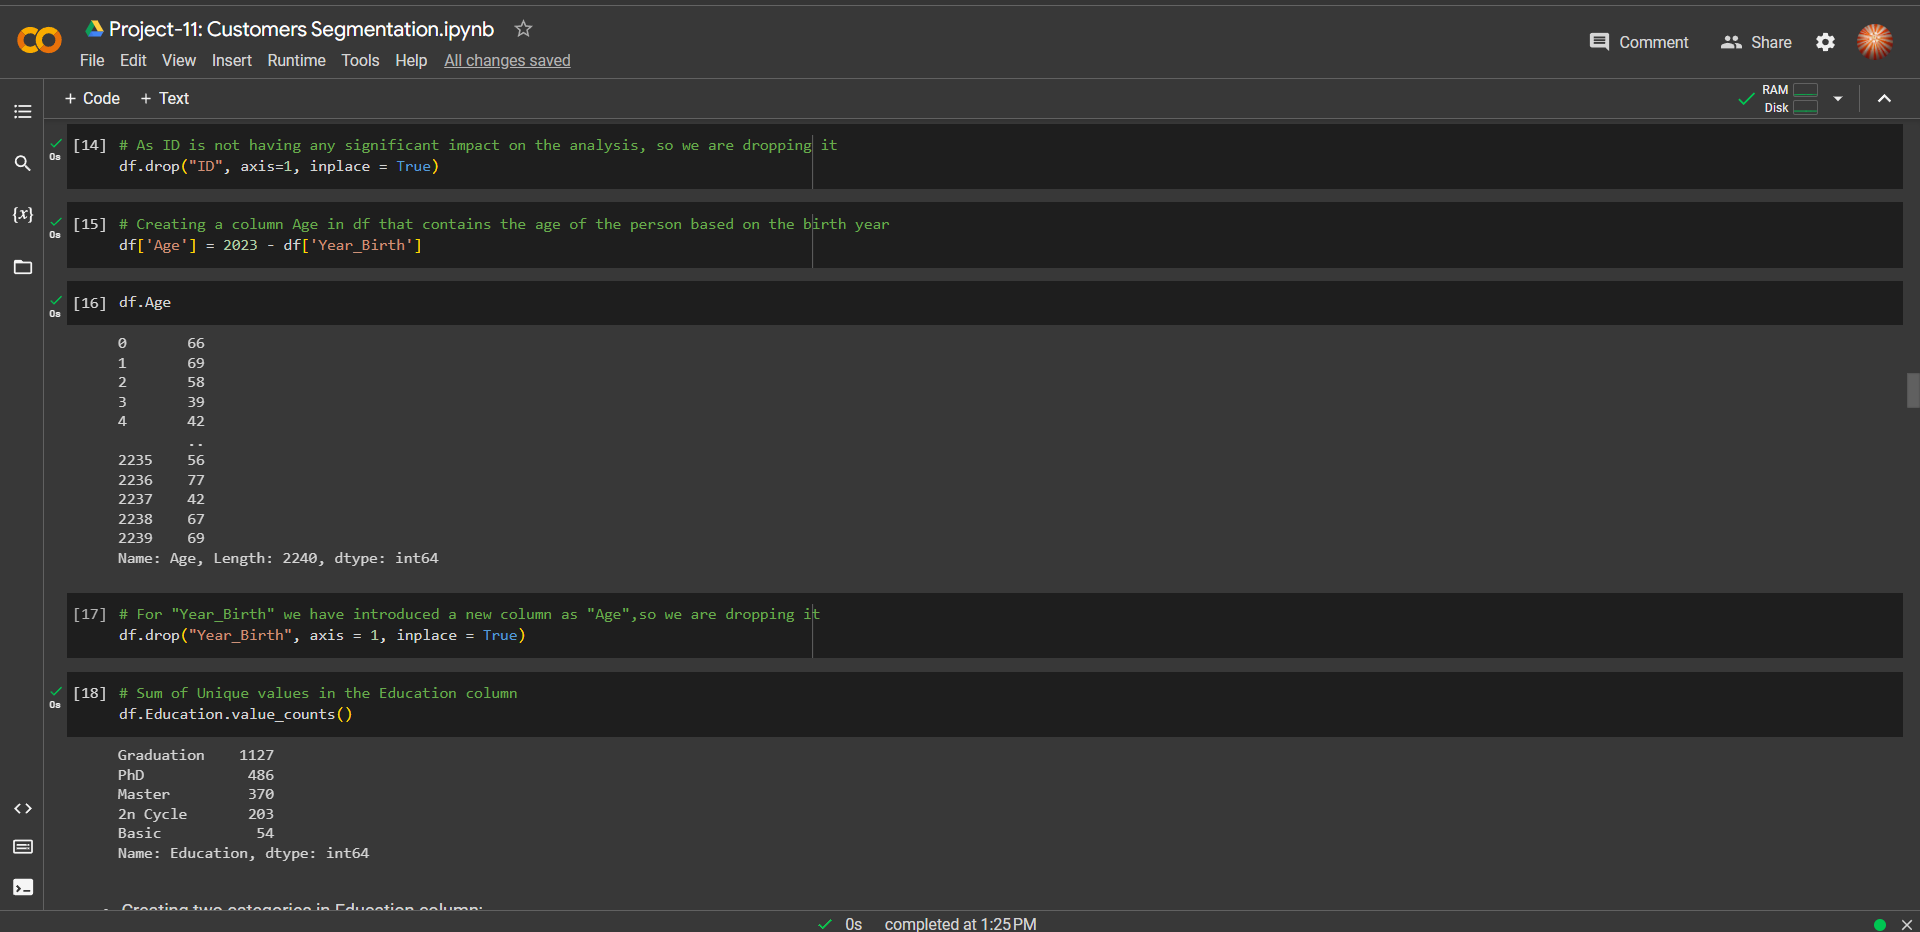 Project-11: Customers Segmentation.ipynb
File Edit View Insert Runtime Tools Help All changes saved
Comment Share
+ Code + Text
RAM
Disk
[14] # As ID is not having any significant impact on the analysis, so we are dropping it
0s
df.drop("ID", axis=1, inplace = True)
[15] # Creating a column Age in df that contains the age of the person based on the birth year
0s
df['Age'] = 2023 - df['Year_Birth']
[16] df.Age
0s
0 66
1 69
2 58
3 39
4 42
..
2235 56
2236 77
2237 42
2238 67
2239 69
Name: Age, Length: 2240, dtype: int64
[17] # For "Year_Birth" we have introduced a new column as "Age",so we are dropping it
df.drop("Year_Birth", axis = 1, inplace = True)
[18] # Sum of Unique values in the Education column
0s
df.Education.value_counts()
Graduation 1127
PhD 486
Master 370
2n Cycle 203
Basic 54
Name: Education, dtype: int64
Creating two categories in Education column:
0s completed at 1:25 PM